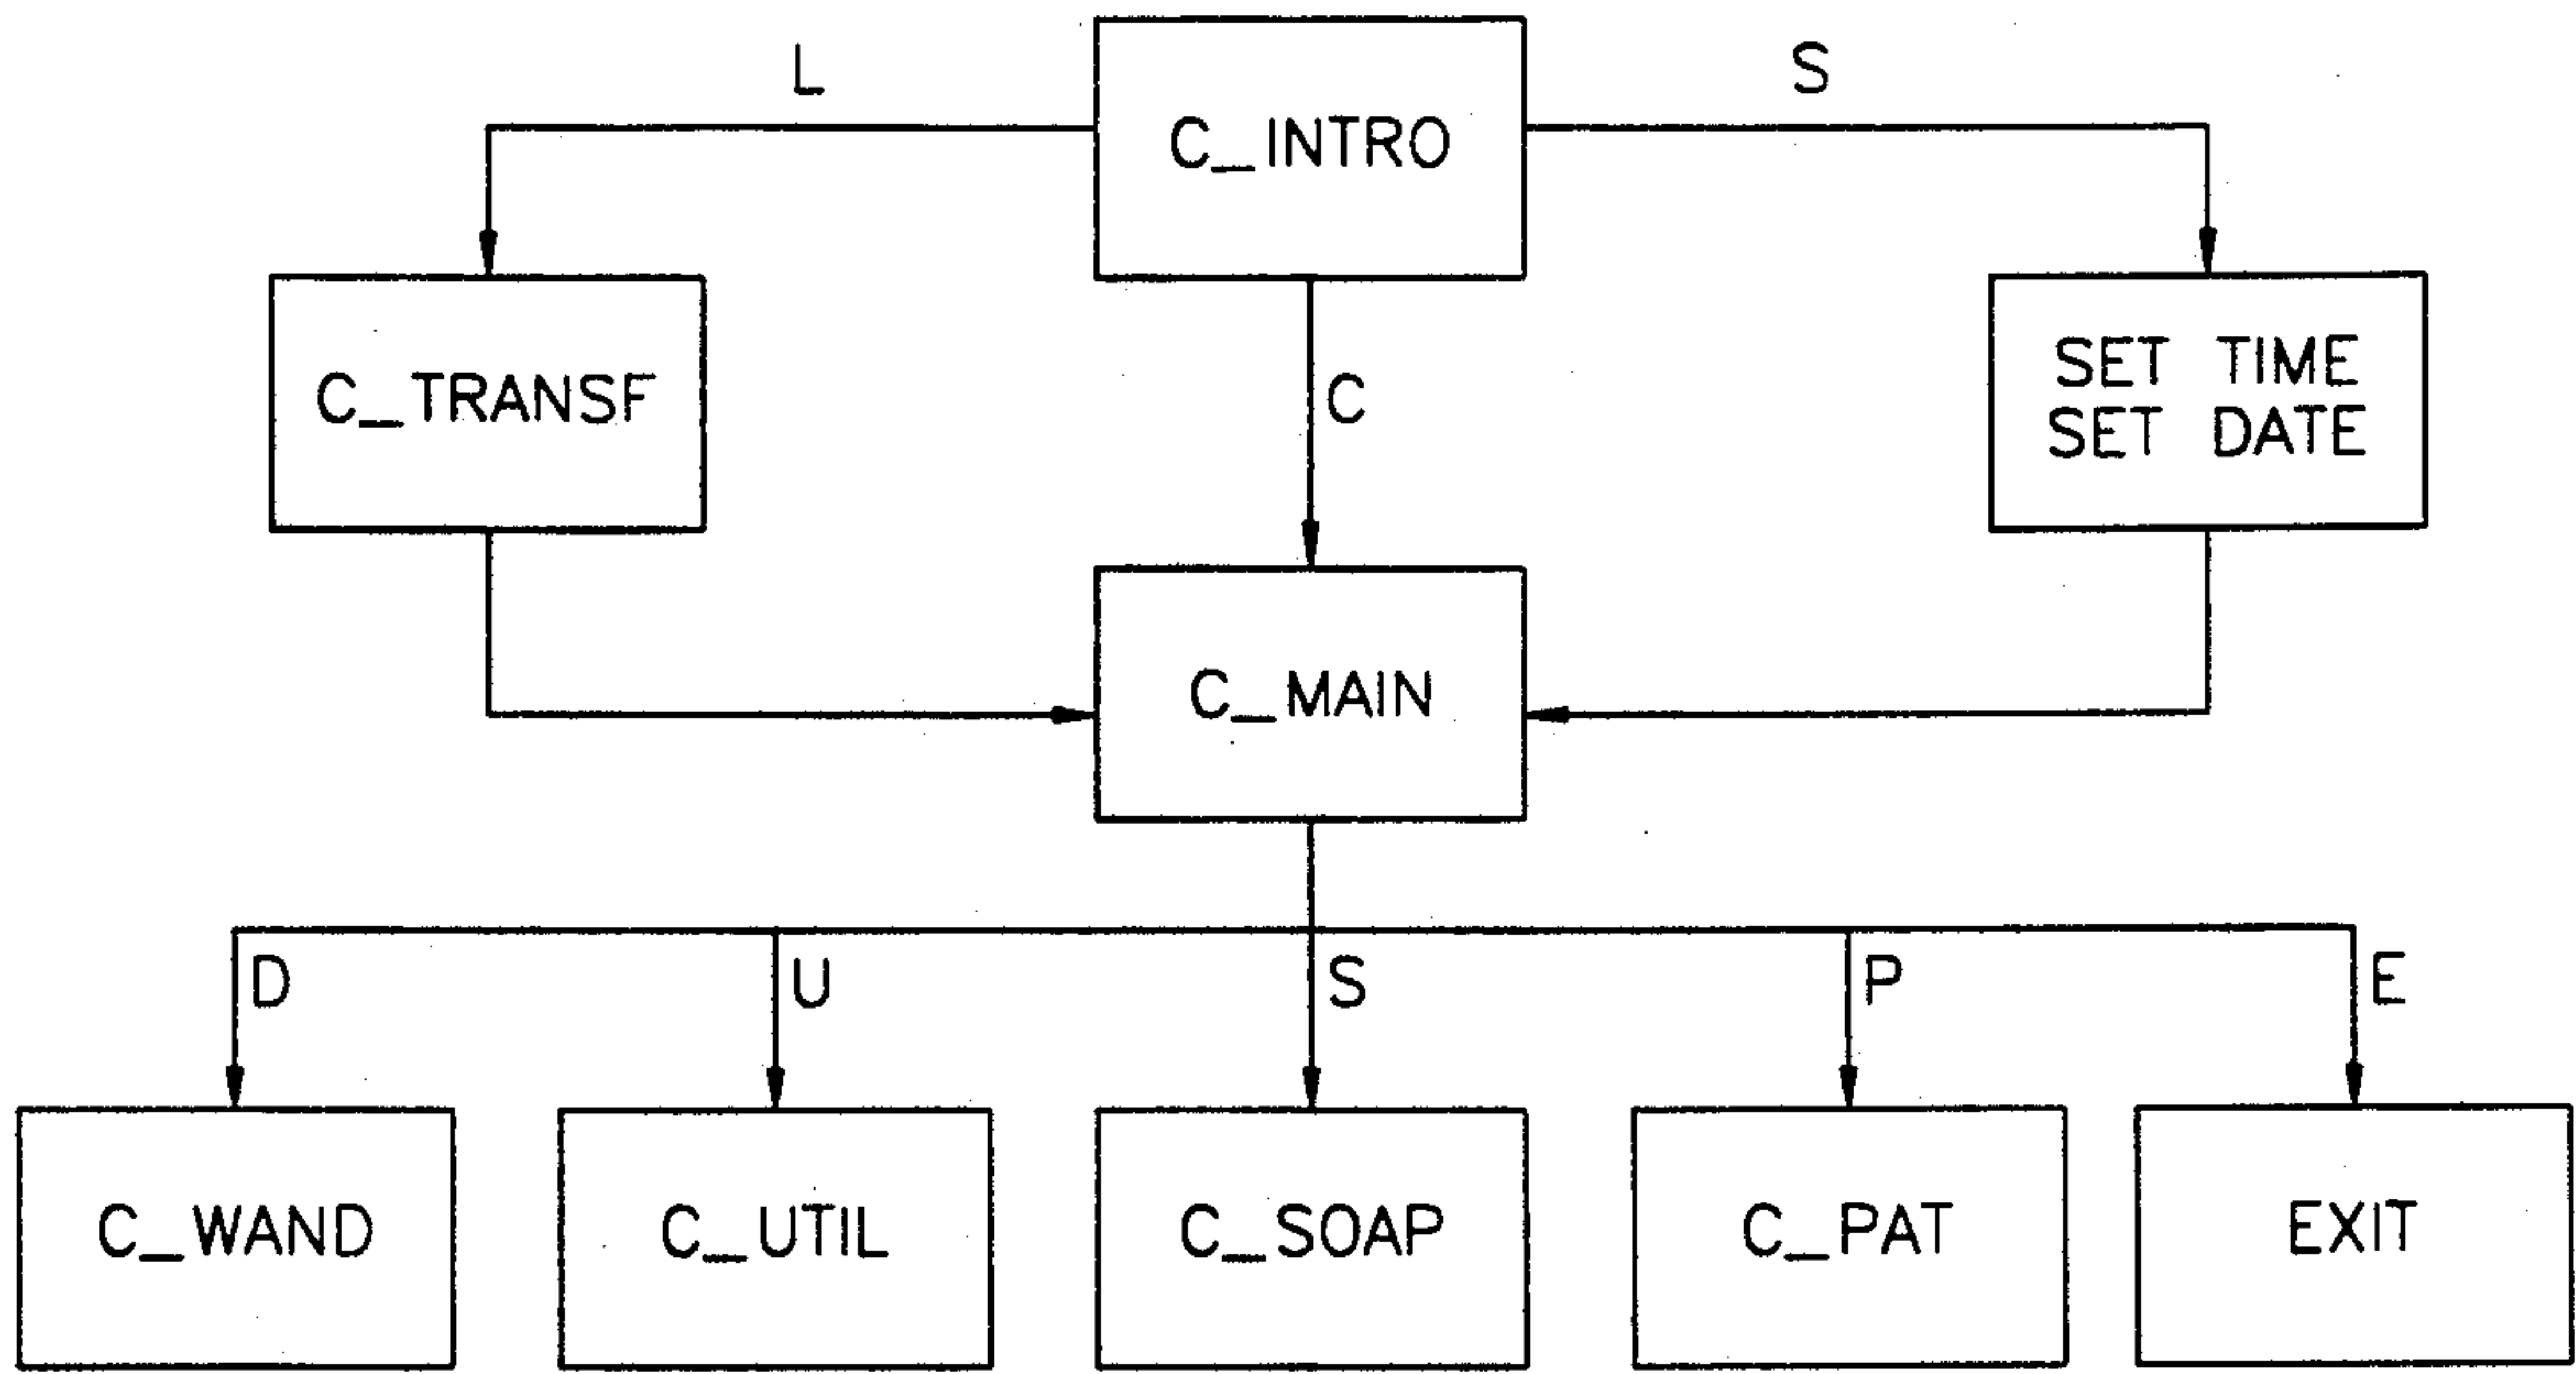 L
S
C_INTRO
C_TRANSF
C
SET TIME
SET DATE
C_MAIN
D
U
S
P
E
C_WAND
C_UTIL
C_SOAP
C_PAT
EXIT